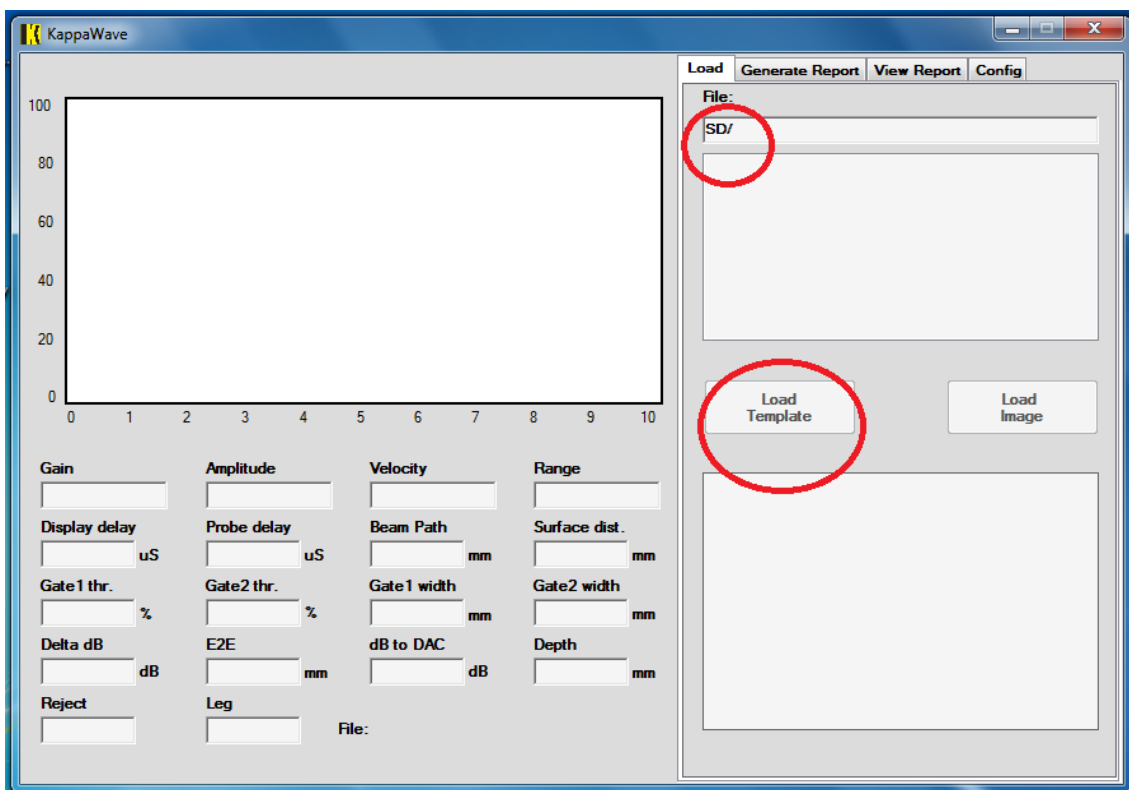 KappaWave
Load Generate Report View Report Config
File:
SD/
100
80
60
40
20
0
0 1 2 3 4 5 6 7 8 9 10
Load
Template
Load
Image
Gain Amplitude Velocity Range
Display delay Probe delay Beam Path Surface dist.
uS uS mm mm
Gate1 thr. Gate2 thr. Gate1 width Gate2 width
% % mm mm
Delta dB E2E dB to DAC Depth
dB mm dB mm
Reject Leg
File: